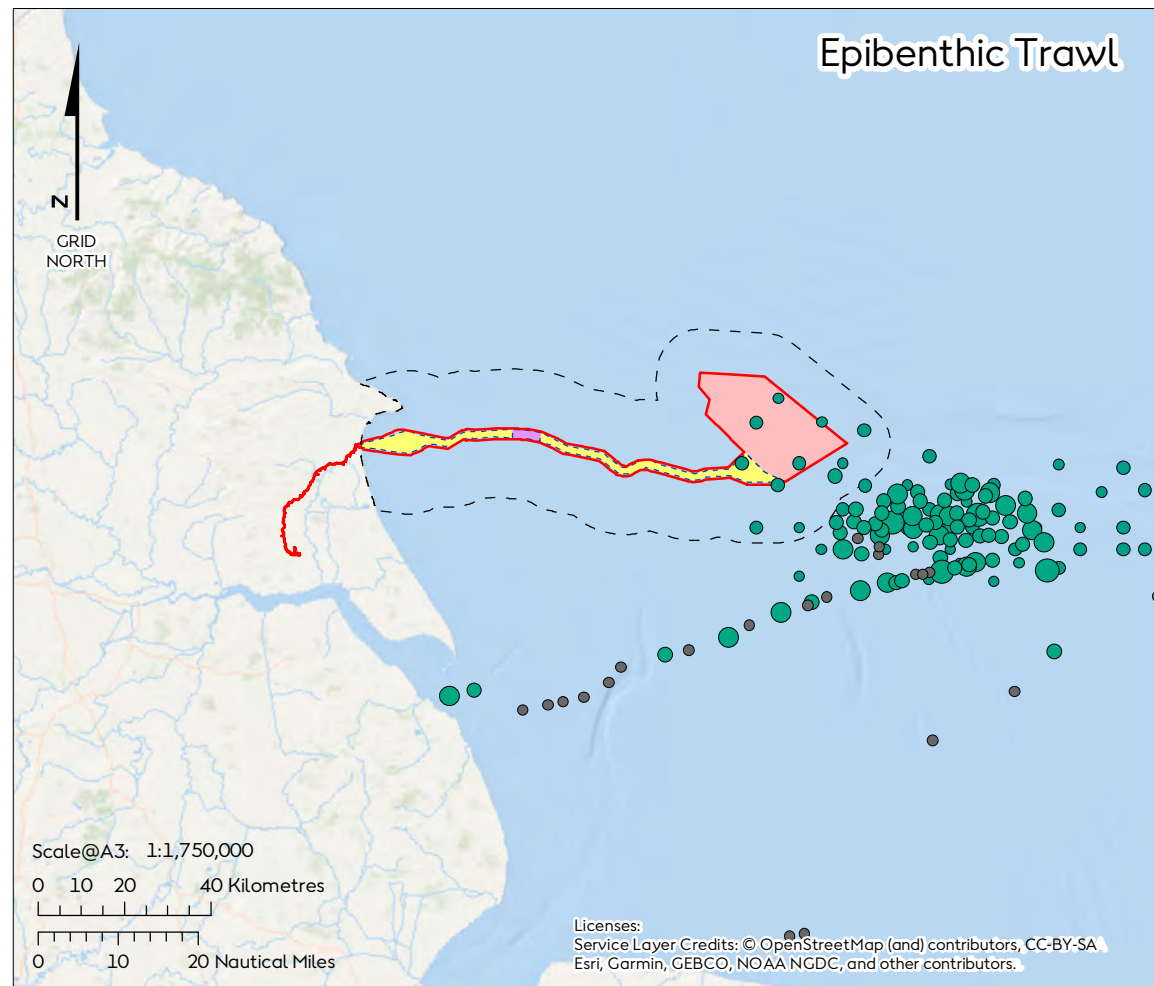 Epibenthic Trawl
N
GRID
NORTH
Scale@A3: 1:1,750,000
0 10 20 40 Kilometres
0 10 20 Nautical Miles
Licenses:
Service Layer Credits: © OpenStreetMap (and) contributors, CC-BY-SA
Esri, Garmin, GEBCO, NOAA NGDC, and other contributors.